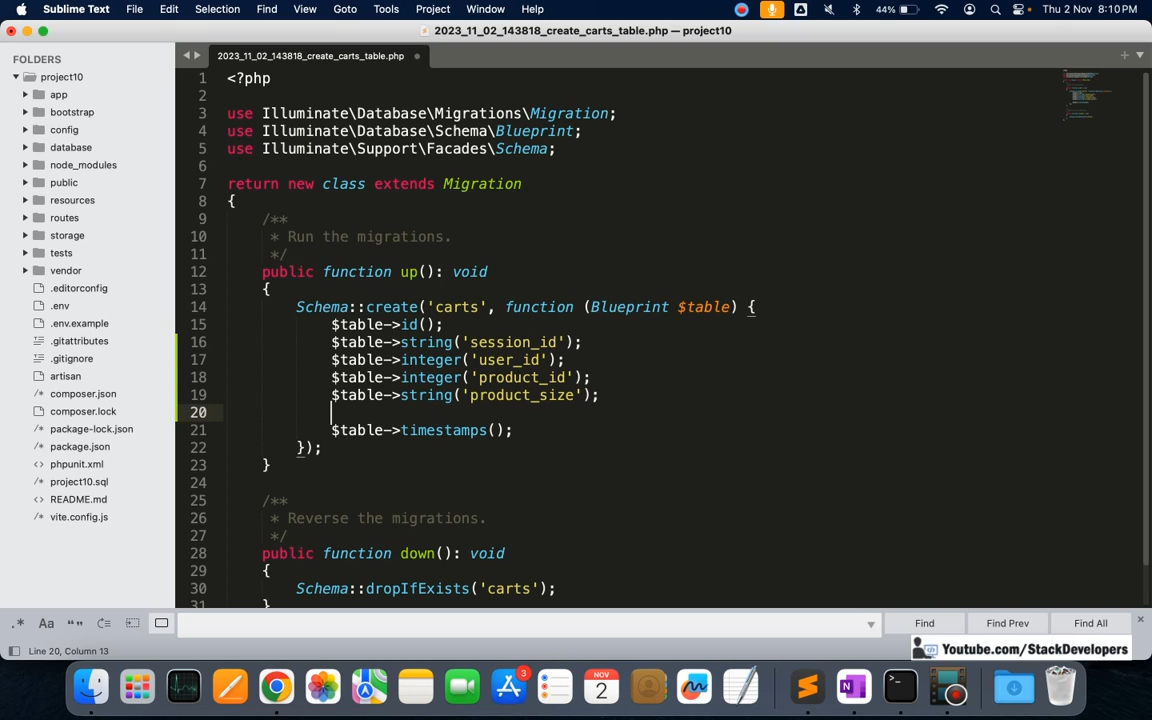 Sublime Text File Edit Selection Find View Goto Tools Project Window Help 44% Thu 2 Nov 8:10 PM
2023_11_02_143818_create_carts_table.php — project10
FOLDERS
project10
app
bootstrap
config
database
node_modules
public
resources
routes
storage
tests
vendor
.editorconfig
.env
.env.example
.gitattributes
.gitignore
artisan
composer.json
composer.lock
package-lock.json
package.json
phpunit.xml
project10.sql
README.md
vite.config.js
2023_11_02_143818_create_carts_table.php
1 <?php
2
3 use Illuminate\Database\Migrations\Migration;
4 use Illuminate\Database\Schema\Blueprint;
5 use Illuminate\Support\Facades\Schema;
6
7 return new class extends Migration
8 {
9 /**
10 * Run the migrations.
11 */
12 public function up(): void
13 {
14 Schema::create('carts', function (Blueprint $table) {
15 $table->id();
16 $table->string('session_id');
17 $table->integer('user_id');
18 $table->integer('product_id');
19 $table->string('product_size');
20
21 $table->timestamps();
22 });
23 }
24
25 /**
26 * Reverse the migrations.
27 */
28 public function down(): void
29 {
30 Schema::dropIfExists('carts');
31 }
.* Aa “” Find Find Prev Find All
Line 20, Column 13
Youtube.com/StackDevelopers
3
NOV
2